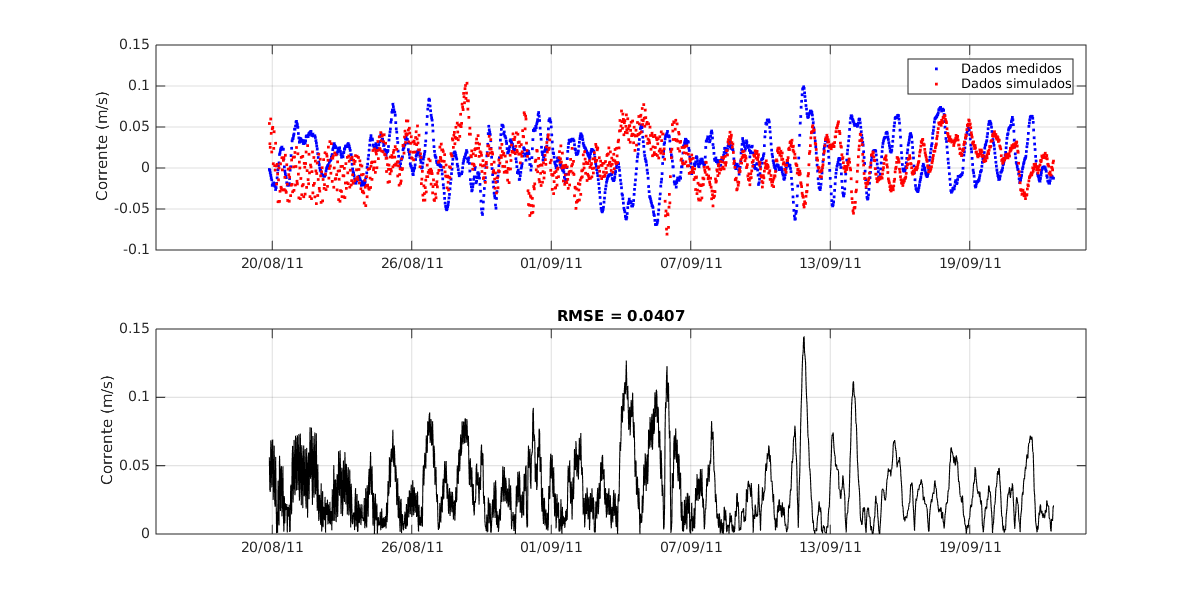 0.15
0.1
0.05
0
-0.05
-0.1
Corrente (m/s)
Dados medidos
Dados simulados
20/08/11 26/08/11 01/09/11 07/09/11 13/09/11 19/09/11
RMSE = 0.0407
0.15
0.1
0.05
0
Corrente (m/s)
20/08/11 26/08/11 01/09/11 07/09/11 13/09/11 19/09/11